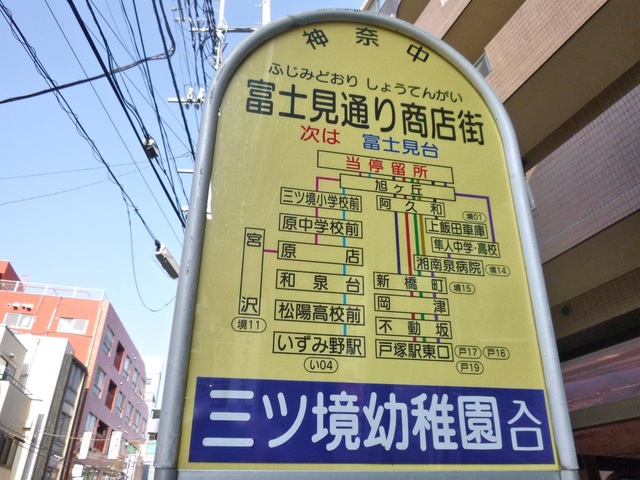 神奈中
ふじみどおり しょうてんがい
富士見通り商店街
次は 富士見台
当停留所
旭ヶ丘
三ツ境小学校前
阿久和
境01
原中学校前
上飯田車庫
隼人中学・高校
宮沢
原店
湘南泉病院
境14
和泉台
新橋町
境15
岡津
松陽高校前
不動坂
境11
いずみ野駅
戸塚駅東口
戸17
戸16
い04
戸19
三ツ境幼稚園 入口